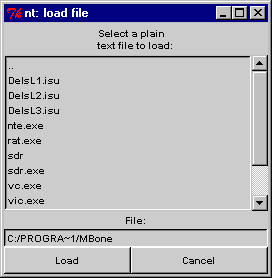 nt: load file
Select a plain
text file to load:
..
DelsL1.isu
DelsL2.isu
DelsL3.isu
nte.exe
rat.exe
sdr
sdr.exe
vc.exe
vic.exe
File:
C:/PROGRA~1/MBone
Load Cancel